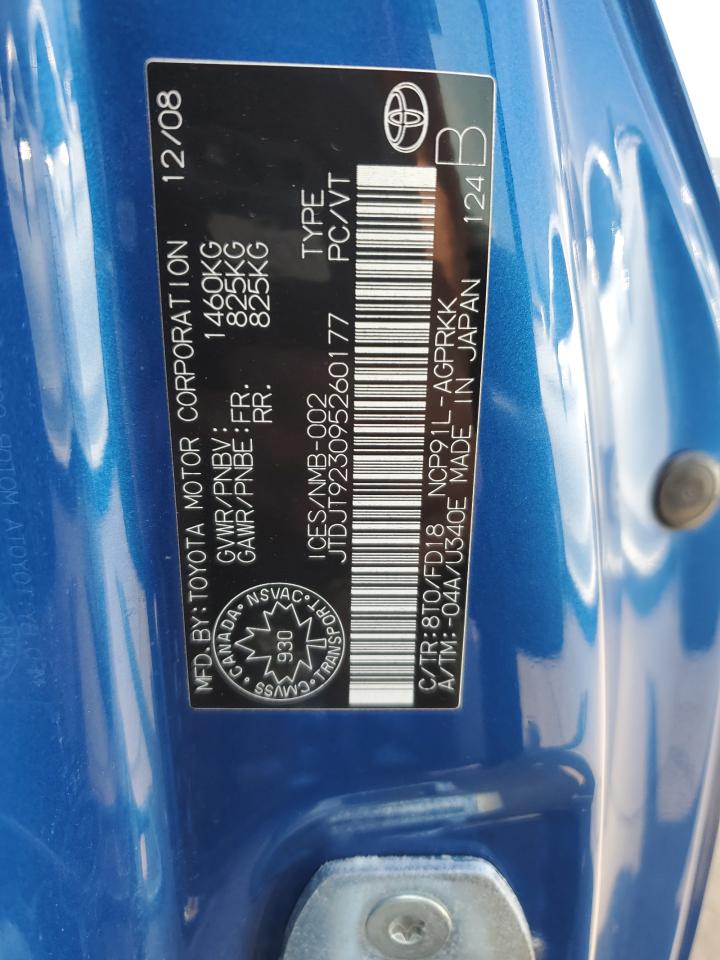 MFD.BY:TOYOTA MOTOR CORPORATION 12/08
GVWR/PNBV: 1460KG
GAWR/PNBE:FR. 825KG
RR. 825KG
ICES/NMB-002 TYPE
JTDJT923095260177 PC/VT
CANADA• NSVAC•
930
CMVSS• TRANSPORT•
C/TR:8T0/FD18 NCP91L-AGPRKK
A/TM:-04A/U340E MADE IN JAPAN
124 B